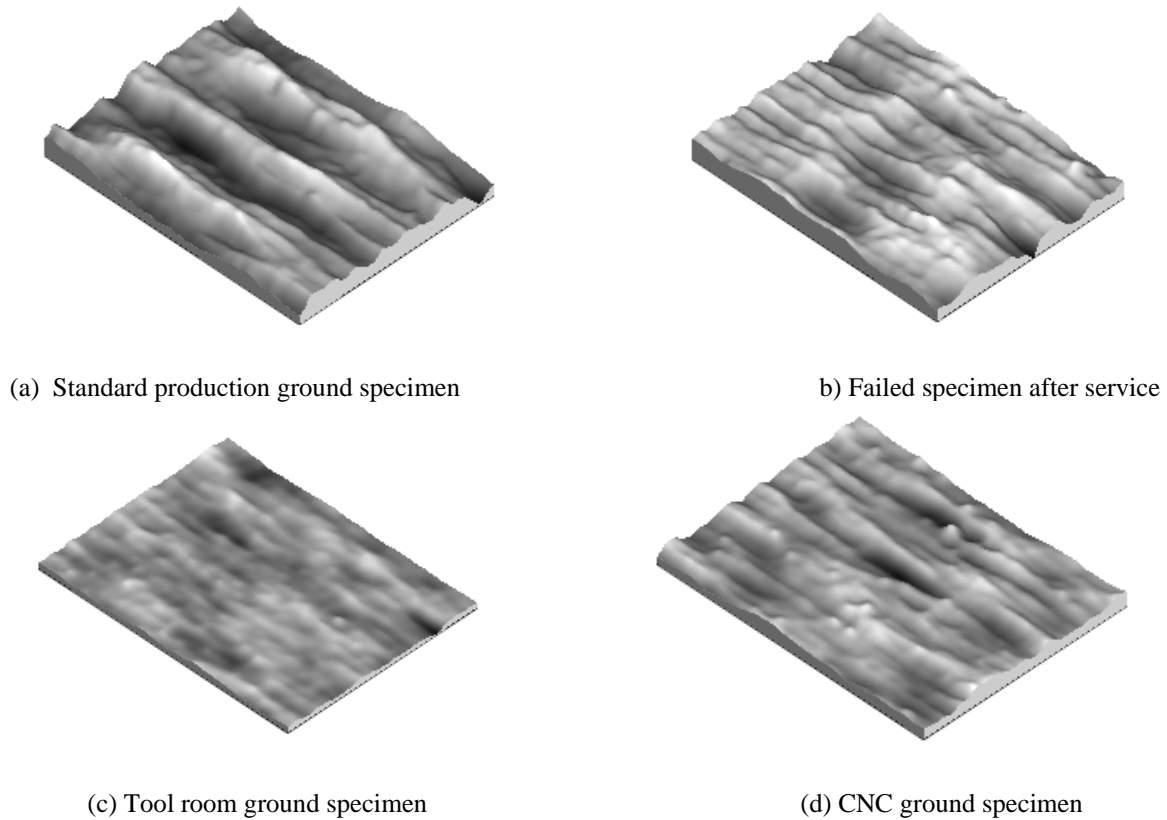 (a) Standard production ground specimen
b) Failed specimen after service
(c) Tool room ground specimen
(d) CNC ground specimen